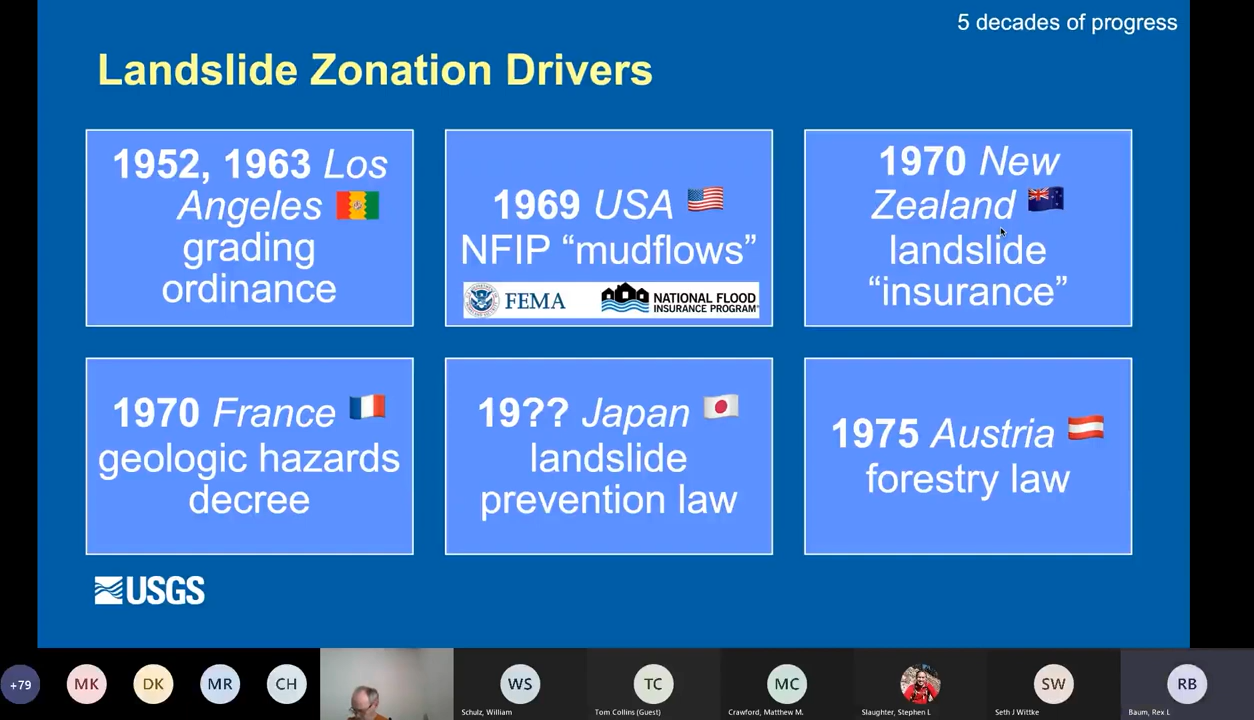 5 decades of progress
Landslide Zonation Drivers
1952, 1963 Los
Angeles
grading
ordinance
1969 USA
NFIP “mudflows”
FEMA
NATIONAL FLOOD
INSURANCE PROGRAM
1970 New
Zealand
landslide
“insurance”
1970 France
geologic hazards
decree
19?? Japan
landslide
prevention law
1975 Austria
forestry law
USGS
+79
MK
DK
MR
CH
WS
Schulz, William
TC
Tom Collins (Guest)
MC
Crawford, Matthew M.
Slaughter, Stephen L
SW
Seth J Wittke
RB
Baum, Rex L